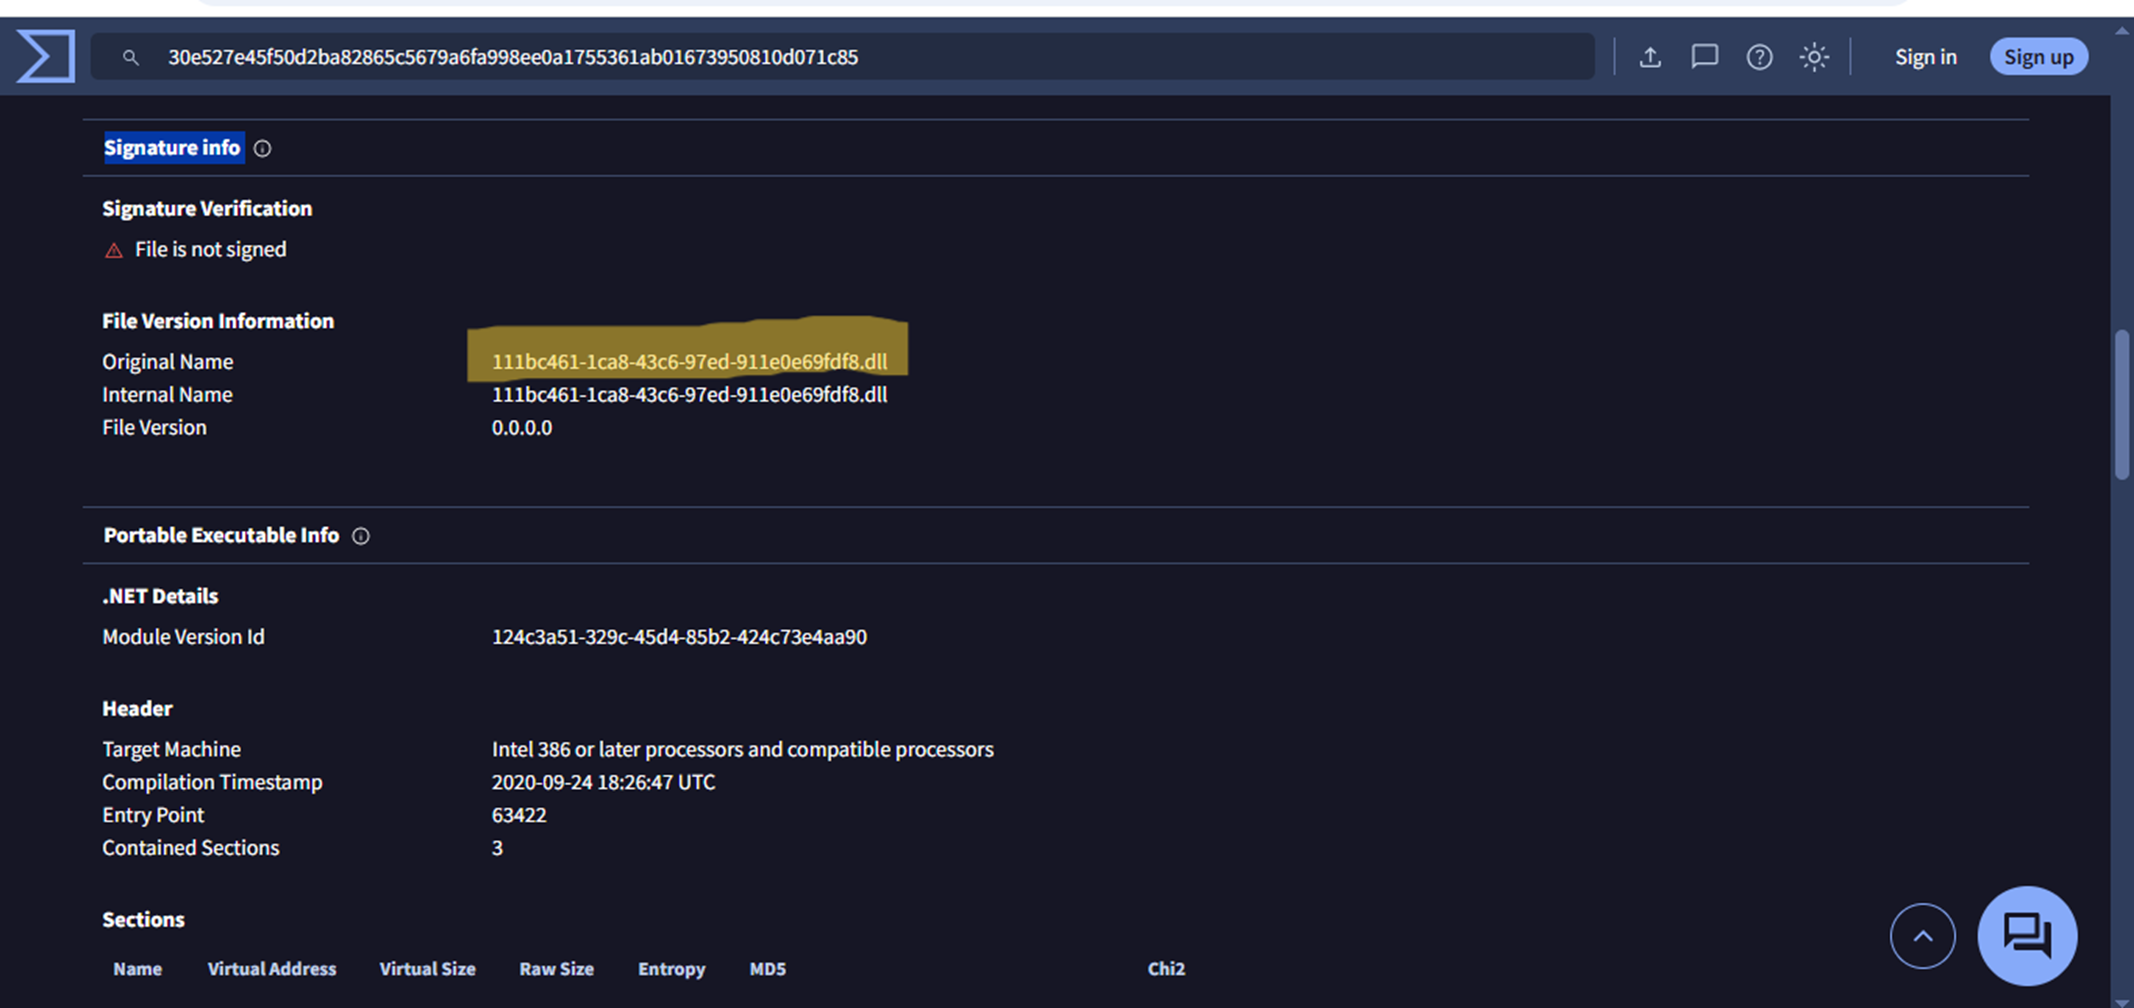 30e527e45f50d2ba82865c5679a6fa998ee0a1755361ab01673950810d071c85
Sign in
Sign up
Signature info
Signature Verification
File is not signed
File Version Information
Original Name 111bc461-1ca8-43c6-97ed-911e0e69fdf8.dll
Internal Name 111bc461-1ca8-43c6-97ed-911e0e69fdf8.dll
File Version 0.0.0.0
Portable Executable Info
.NET Details
Module Version Id 124c3a51-329c-45d4-85b2-424c73e4aa90
Header
Target Machine Intel 386 or later processors and compatible processors
Compilation Timestamp 2020-09-24 18:26:47 UTC
Entry Point 63422
Contained Sections 3
Sections
Name Virtual Address Virtual Size Raw Size Entropy MD5 Chi2